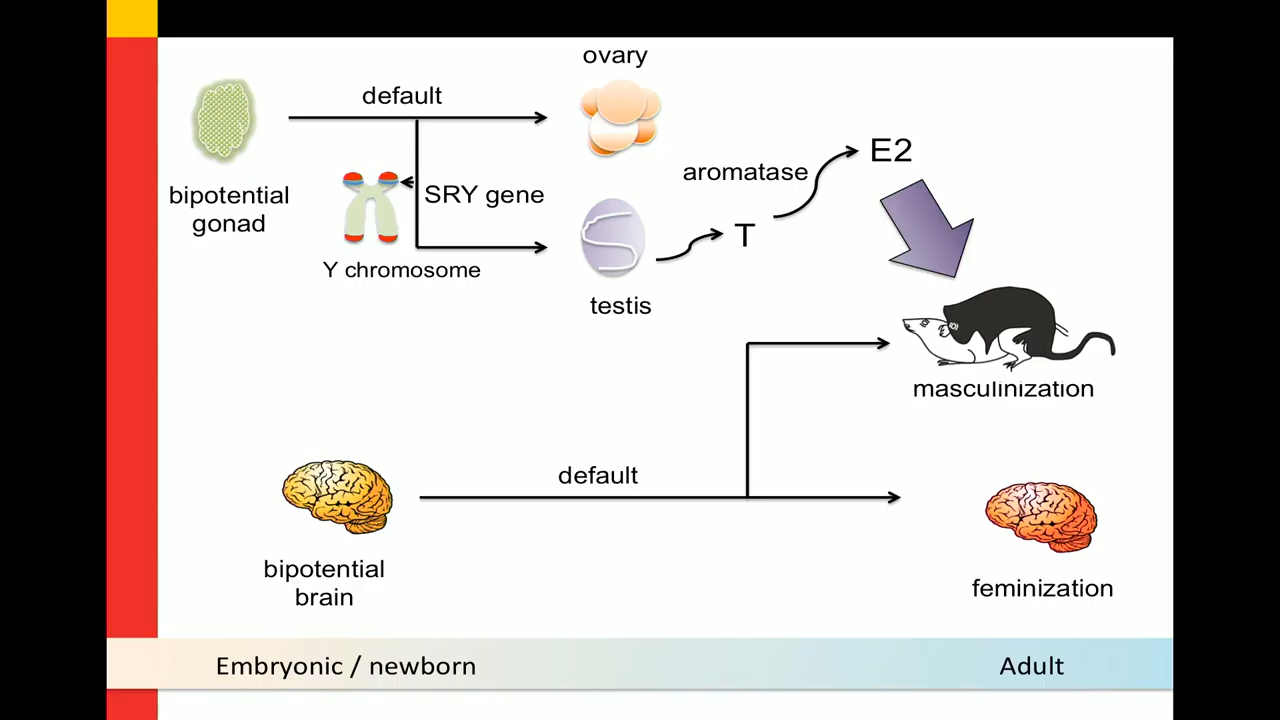 ovary
default
bipotential
gonad
SRY gene
Y chromosome
testis
T
aromatase
E2
masculinization
default
bipotential
brain
feminization
Embryonic / newborn
Adult